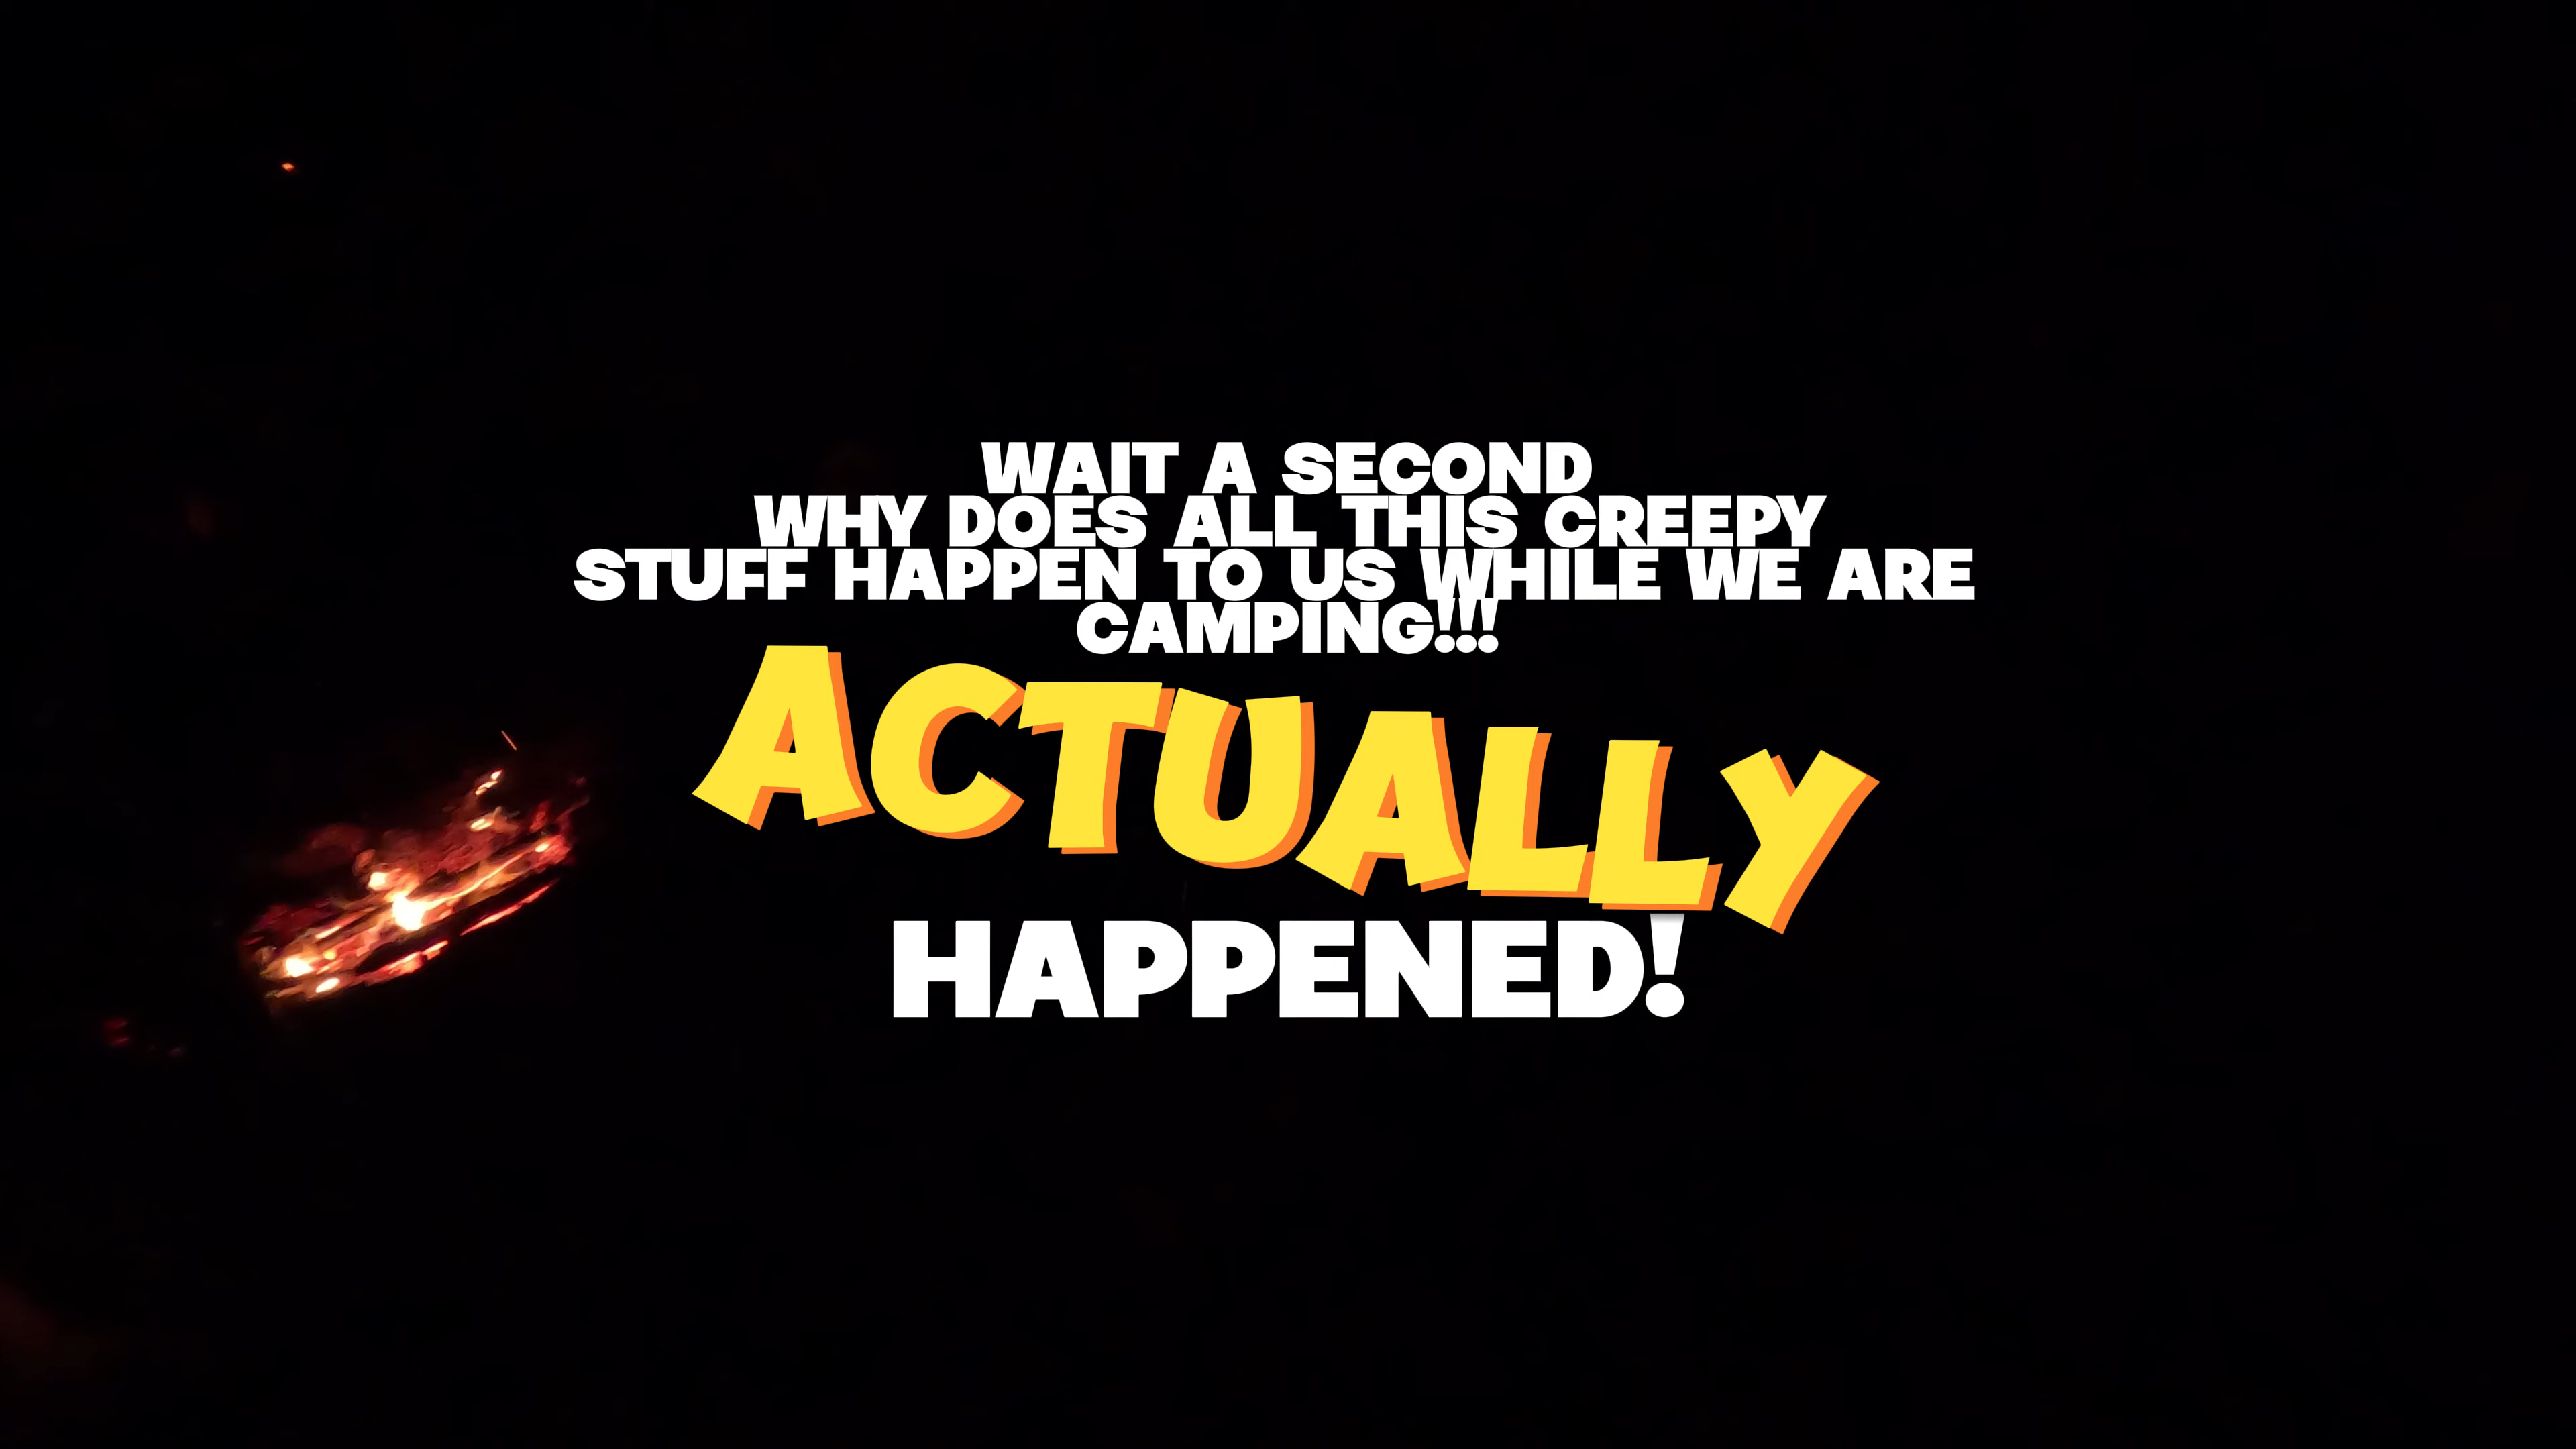 WAIT A SECOND
WHY DOES ALL THIS CREEPY
STUFF HAPPEN TO US WHILE WE ARE
CAMPING!!!
ACTUALLY
HAPPENED!